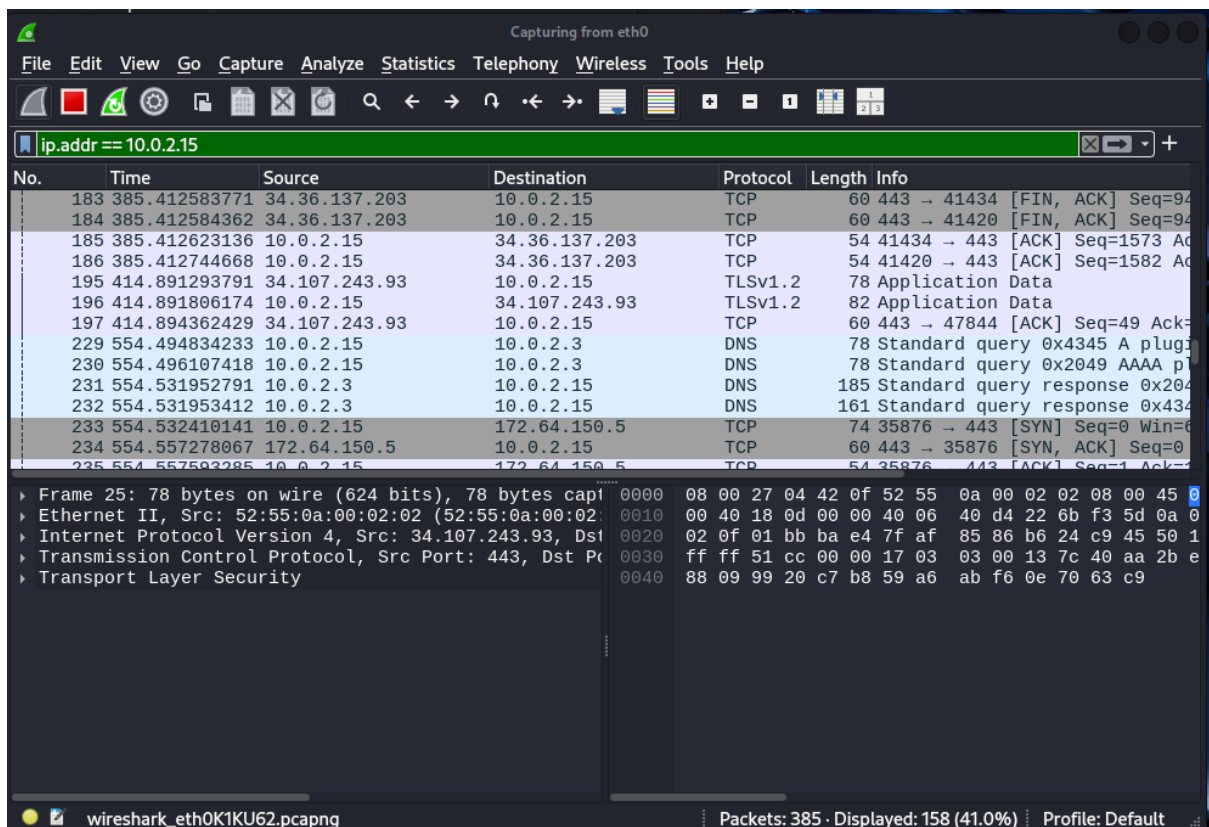 Capturing from eth0
File Edit View Go Capture Analyze Statistics Telephony Wireless Tools Help
ip.addr == 10.0.2.15
No. Time Source Destination Protocol Length Info
183 385.412583771 34.36.137.203 10.0.2.15 TCP 60 443 → 41434 [FIN, ACK] Seq=94
184 385.412584362 34.36.137.203 10.0.2.15 TCP 60 443 → 41420 [FIN, ACK] Seq=94
185 385.412623136 10.0.2.15 34.36.137.203 TCP 54 41434 → 443 [ACK] Seq=1573 Ac
186 385.412744668 10.0.2.15 34.36.137.203 TCP 54 41420 → 443 [ACK] Seq=1582 Ac
195 414.891293791 34.107.243.93 10.0.2.15 TLSv1.2 78 Application Data
196 414.891806174 10.0.2.15 34.107.243.93 TLSv1.2 82 Application Data
197 414.894362429 34.107.243.93 10.0.2.15 TCP 60 443 → 47844 [ACK] Seq=49 Ack=
229 554.494834233 10.0.2.15 10.0.2.3 DNS 78 Standard query 0x4345 A plugi
230 554.496107418 10.0.2.15 10.0.2.3 DNS 78 Standard query 0x2049 AAAA pl
231 554.531952791 10.0.2.3 10.0.2.15 DNS 185 Standard query response 0x204
232 554.531953412 10.0.2.3 10.0.2.15 DNS 161 Standard query response 0x434
233 554.532410141 10.0.2.15 172.64.150.5 TCP 74 35876 → 443 [SYN] Seq=0 Win=6
234 554.557278067 172.64.150.5 10.0.2.15 TCP 60 443 → 35876 [SYN, ACK] Seq=0
235 554.557593285 10.0.2.15 172.64.150.5 TCP 54 35876 → 443 [ACK] Seq=1 Ack=1
Frame 25: 78 bytes on wire (624 bits), 78 bytes capt
Ethernet II, Src: 52:55:0a:00:02:02 (52:55:0a:00:02:
Internet Protocol Version 4, Src: 34.107.243.93, Dst
Transmission Control Protocol, Src Port: 443, Dst Po
Transport Layer Security
0000 08 00 27 04 42 0f 52 55 0a 00 02 02 08 00 45 0
0010 00 40 18 0d 00 00 40 06 40 d4 22 6b f3 5d 0a 0
0020 02 0f 01 bb ba e4 7f af 85 86 b6 24 c9 45 50 1
0030 ff ff 51 cc 00 00 17 03 03 00 13 7c 40 aa 2b e
0040 88 09 99 20 c7 b8 59 a6 ab f6 0e 70 63 c9
wireshark_eth0K1KU62.pcapng
Packets: 385 · Displayed: 158 (41.0%)
Profile: Default